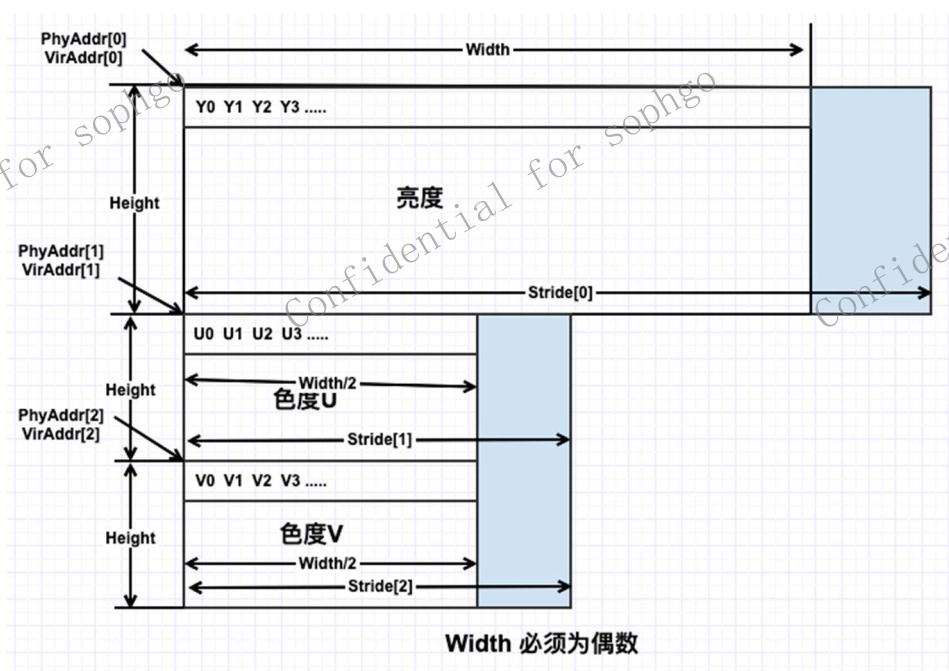 PhyAddr[0]
VirAddr[0]
Width
Y0 Y1 Y2 Y3 .....
for sophgo
Confidential for sophgo
亮度
Height
PhyAddr[1]
VirAddr[1]
Stride[0]
Confide
U0 U1 U2 U3 .....
Width/2
Height
色度U
PhyAddr[2]
VirAddr[2]
Stride[1]
V0 V1 V2 V3 .....
色度V
Height
Width/2
Stride[2]
Width 必须为偶数